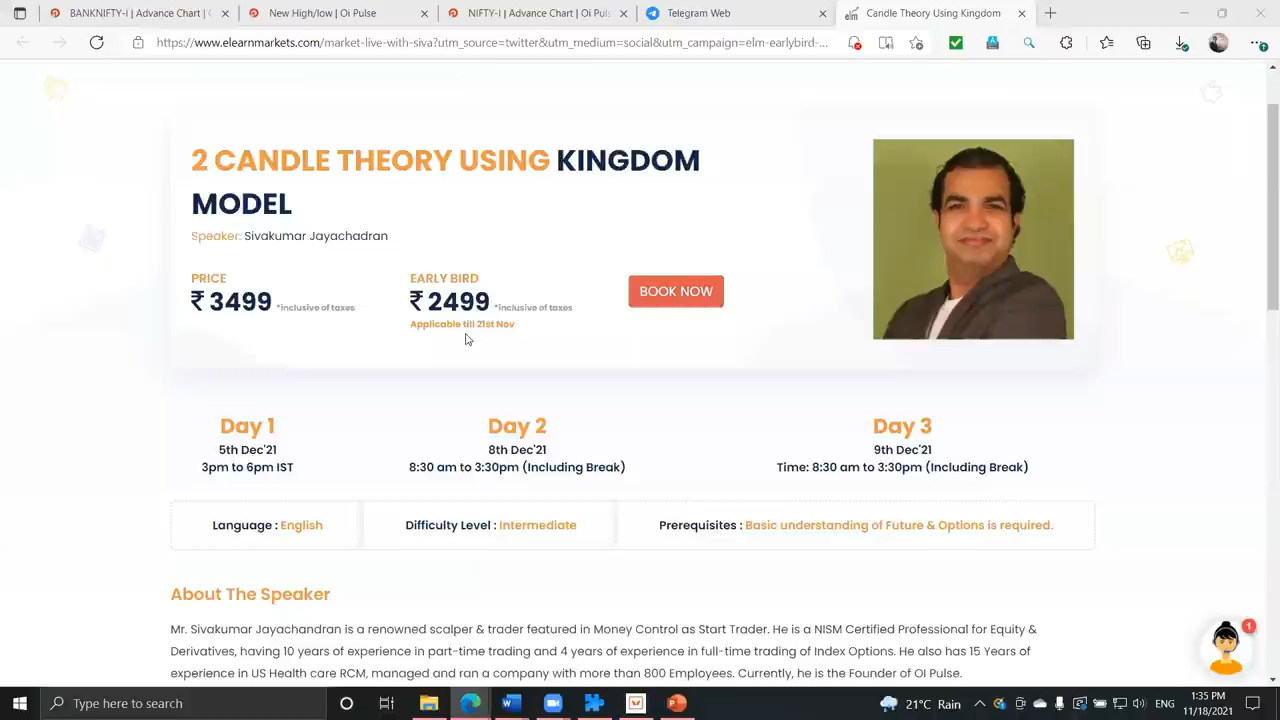 BANKNIFTY-I | Advance Chart | O
New High/low | Oi Pulse
NIFTY-I | Advance Chart | Oi Puls
Telegram Web
Candle Theory Using Kingdom
https://www.elearnmarkets.com/market-live-with-siva?utm_source=twitter&utm_medium=social&utm_campaign=elm-earlybird-...
2 CANDLE THEORY USING KINGDOM
MODEL
Speaker: Sivakumar Jayachadran
PRICE
EARLY BIRD
₹ 3499 *inclusive of taxes
₹ 2499 *inclusive of taxes
BOOK NOW
Applicable till 21st Nov
Day 1
Day 2
Day 3
5th Dec'21
8th Dec'21
9th Dec'21
3pm to 6pm IST
8:30 am to 3:30pm (Including Break)
Time: 8:30 am to 3:30pm (Including Break)
Language : English
Difficulty Level : Intermediate
Prerequisites : Basic understanding of Future & Options is required.
About The Speaker
Mr. Sivakumar Jayachandran is a renowned scalper & trader featured in Money Control as Start Trader. He is a NISM Certified Professional for Equity &
Derivatives, having 10 years of experience in part-time trading and 4 years of experience in full-time trading of Index Options. He also has 15 Years of
experience in US Health care RCM, managed and ran a company with more than 800 Employees. Currently, he is the Founder of OI Pulse.
1
Type here to search
21°C Rain
ENG
1:35 PM
11/18/2021